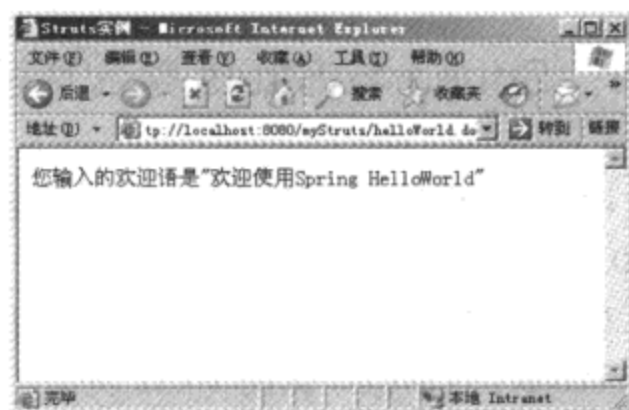 Struts实例 - Microsoft Internet Explorer
文件(F) 编辑(E) 查看(V) 收藏(A) 工具(T) 帮助(H)
后退 搜索 收藏夹
地址(D) tp://localhost:8080/myStruts/helloWorld.do 转到 链接
您输入的欢迎语是"欢迎使用Spring HelloWorld"
完毕 本地 Intranet